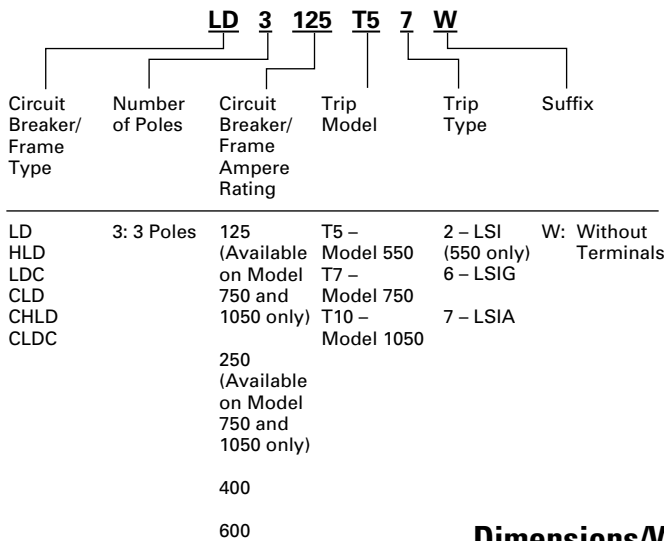 LD 3 125 T5 7 W
Circuit Breaker/ Frame Type
Number of Poles
Circuit Breaker/ Frame Ampere Rating
Trip Model
Trip Type
Suffix
LD
HLD
LDC
CLD
CHLD
CLDC
3: 3 Poles
125
(Available
on Model
750 and
1050 only)
250
(Available
on Model
750 and
1050 only)
400
600
T5 –
Model 550
T7 –
Model 750
T10 –
Model 1050
2 – LSI
(550 only)
6 – LSIG
7 – LSIA
W: Without
Terminals